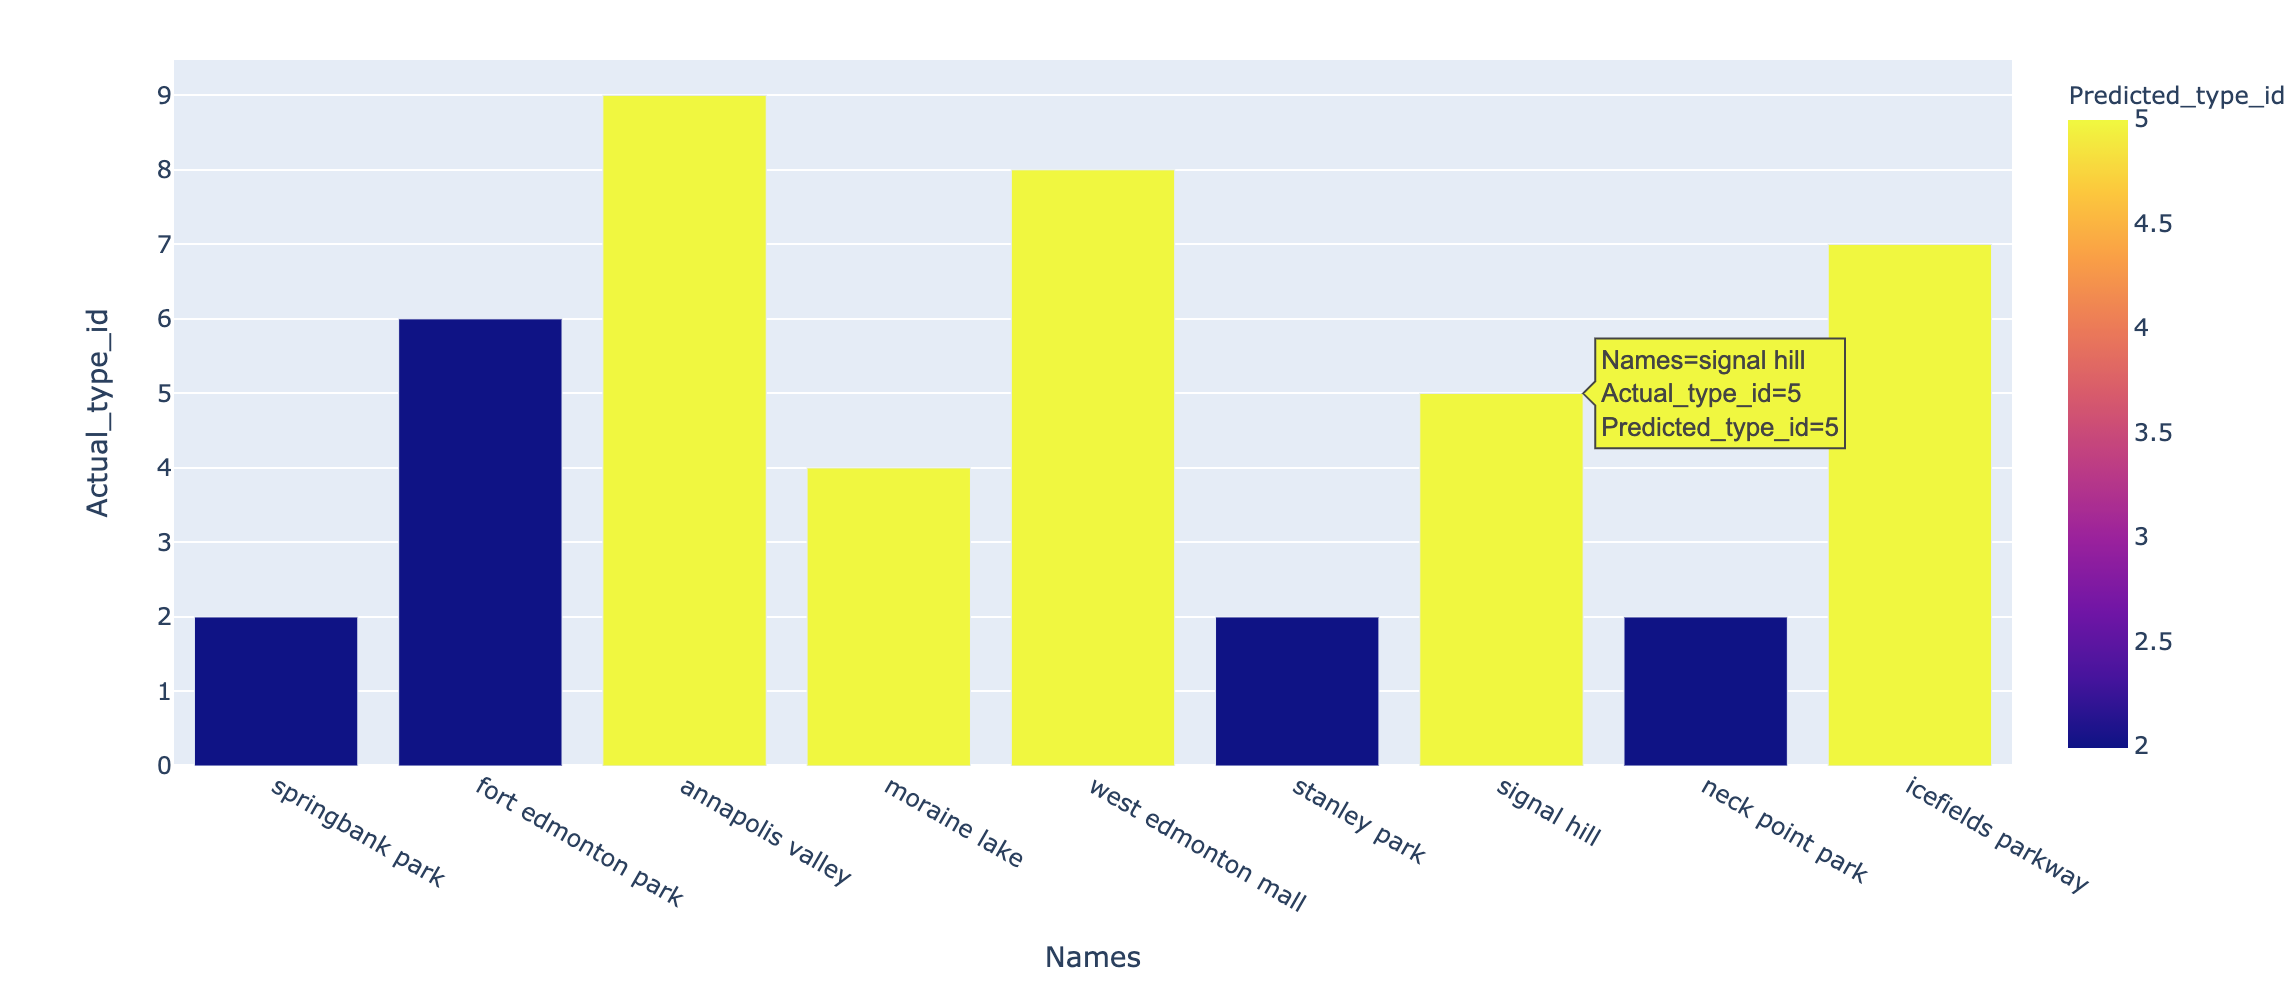 Actual_type_id
9
8
7
6
5
4
3
2
1
0
Names=signal hill
Actual_type_id=5
Predicted_type_id=5
springbank park
fort edmonton park
annapolis valley
moraine lake
west edmonton mall
stanley park
signal hill
neck point park
icefields parkway
Names
Predicted_type_id
5
4.5
4
3.5
3
2.5
2